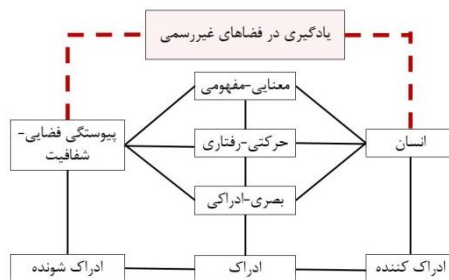 یادگیری در فضاهای غیررسمی
معنایی-مفهومی
انسان
حرکتی-رفتاری
پیوستگی فضایی-
شفافیت
بصری-ادراکی
ادراک کننده
ادراک
ادراک شونده